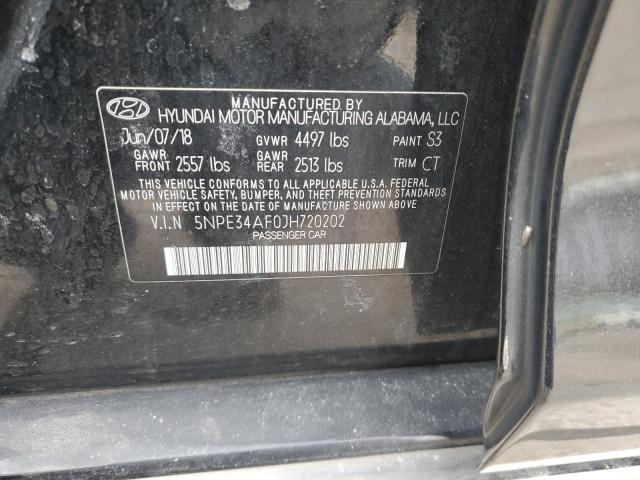 MANUFACTURED BY
HYUNDAI MOTOR MANUFACTURING ALABAMA, LLC
Jun/07/18 GVWR 4497 lbs PAINT S3
GAWR FRONT 2557 lbs GAWR REAR 2513 lbs TRIM CT
THIS VEHICLE CONFORMS TO ALL APPLICABLE U.S.A. FEDERAL
MOTOR VEHICLE SAFETY, BUMPER, AND THEFT PREVENTION STANDARDS
IN EFFECT ON THE DATE OF MANUFACTURE SHOWN ABOVE.
V.I.N 5NPE34AF0JH720202
PASSENGER CAR